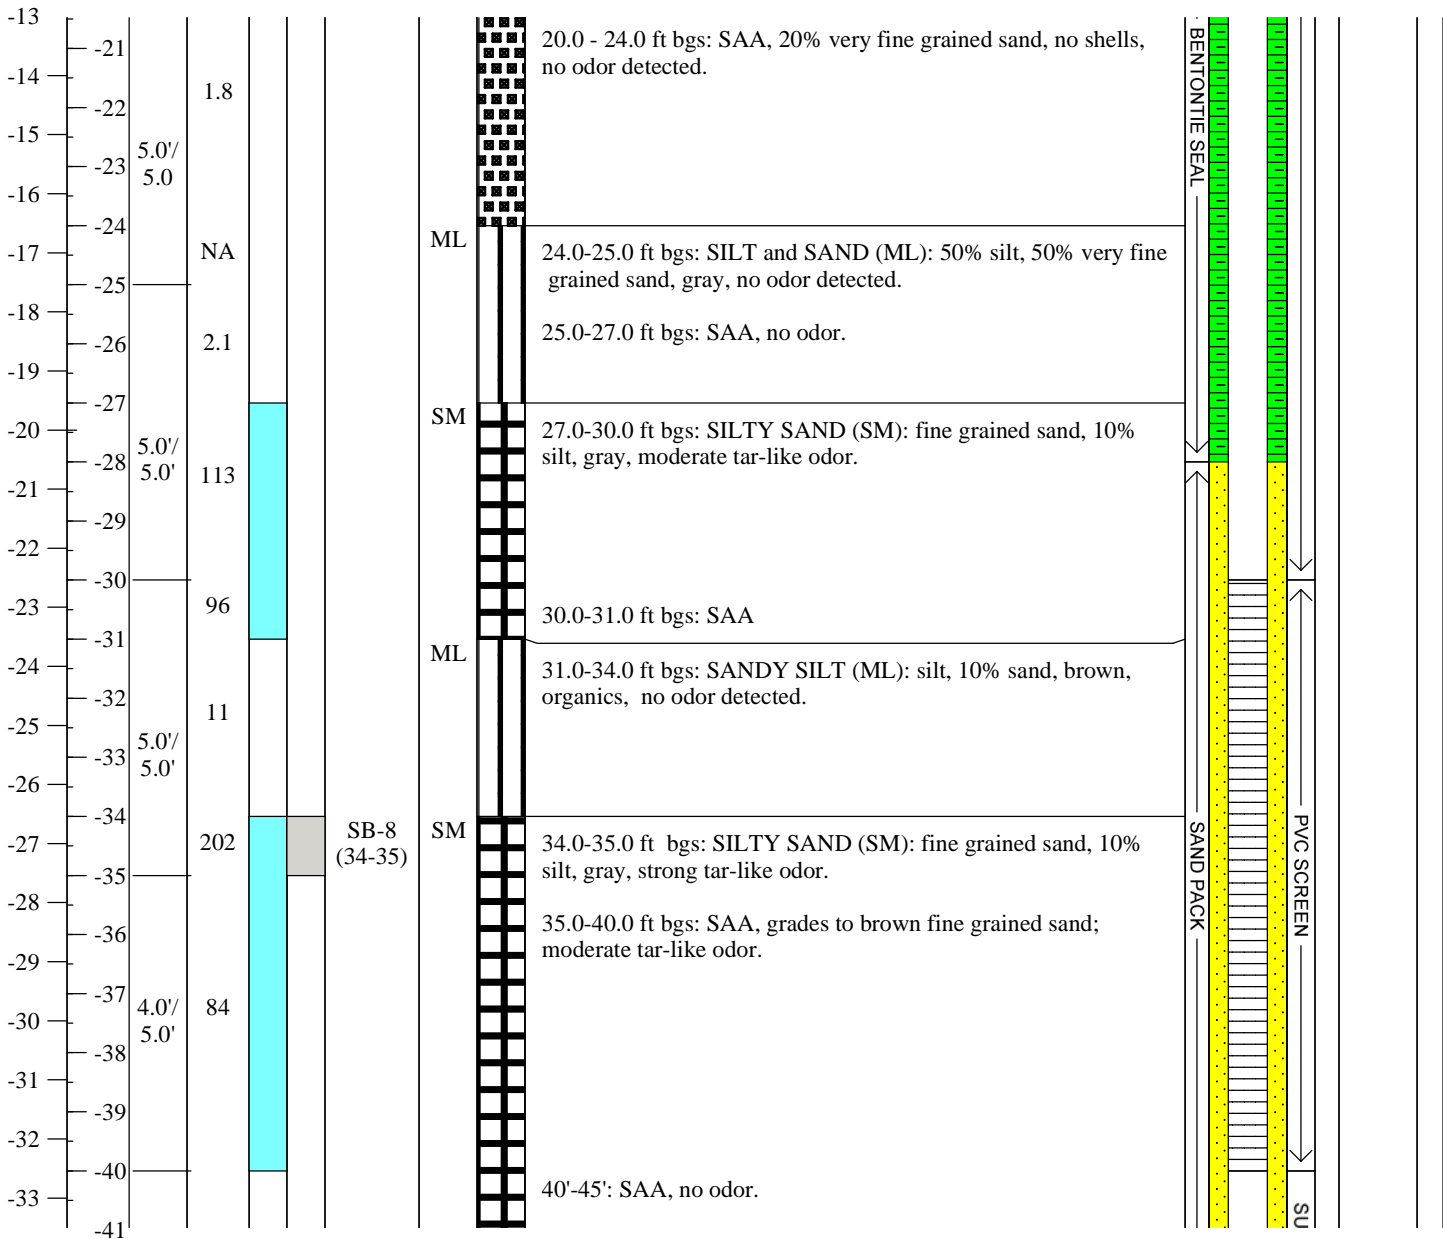 -13
-14
-15
-16
-17
-18
-19
-20
-21
-22
-23
-24
-25
-26
-27
-28
-29
-30
-31
-32
-33
-21
-22
-23
-24
-25
-26
-27
-28
-29
-30
-31
-32
-33
-34
-35
-36
-37
-38
-39
-40
-41
5.0'/
5.0
5.0'/
5.0'
5.0'/
5.0'
4.0'/
5.0'
1.8
NA
2.1
113
96
11
202
84
SB-8
(34-35)
ML
SM
ML
SM
20.0 - 24.0 ft bgs: SAA, 20% very fine grained sand, no shells,
no odor detected.
24.0-25.0 ft bgs: SILT and SAND (ML): 50% silt, 50% very fine
grained sand, gray, no odor detected.
25.0-27.0 ft bgs: SAA, no odor.
27.0-30.0 ft bgs: SILTY SAND (SM): fine grained sand, 10%
silt, gray, moderate tar-like odor.
30.0-31.0 ft bgs: SAA
31.0-34.0 ft bgs: SANDY SILT (ML): silt, 10% sand, brown,
organics, no odor detected.
34.0-35.0 ft bgs: SILTY SAND (SM): fine grained sand, 10%
silt, gray, strong tar-like odor.
35.0-40.0 ft bgs: SAA, grades to brown fine grained sand;
moderate tar-like odor.
40'-45': SAA, no odor.
BENTONTIE SEAL
SAND PACK
PVC SCREEN
SU